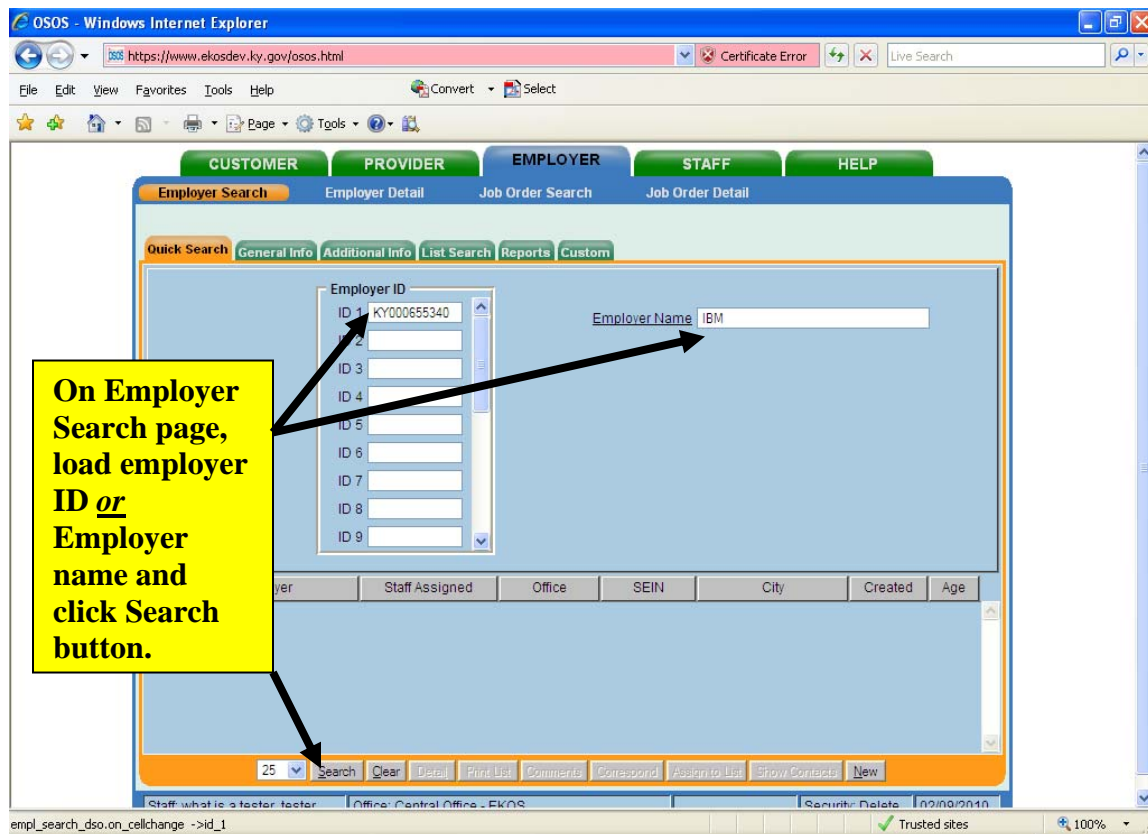 OSOS - Windows Internet Explorer
https://www.ekosdev.ky.gov/osos.html Certificate Error Live Search
File Edit View Favorites Tools Help Convert Select
Page Tools
CUSTOMER PROVIDER EMPLOYER STAFF HELP
Employer Search Employer Detail Job Order Search Job Order Detail
Quick Search General Info Additional Info List Search Reports Custom
Employer ID
ID 1 KY000655340
Employer Name IBM
2
ID 3
ID 4
ID 5
ID 6
ID 7
ID 8
ID 9
On Employer
Search page,
load employer
ID or
Employer
name and
click Search
button.
yer Staff Assigned Office SEIN City Created Age
25 Search Clear Detail Print List Comments Correspond Assign to List Show Contacts New
Staff: what is a tester, tester Office: Central Office - EKOS Security: Delete 02/09/2010
empl_search_dso.on_cellchange ->id_1 Trusted sites 100%